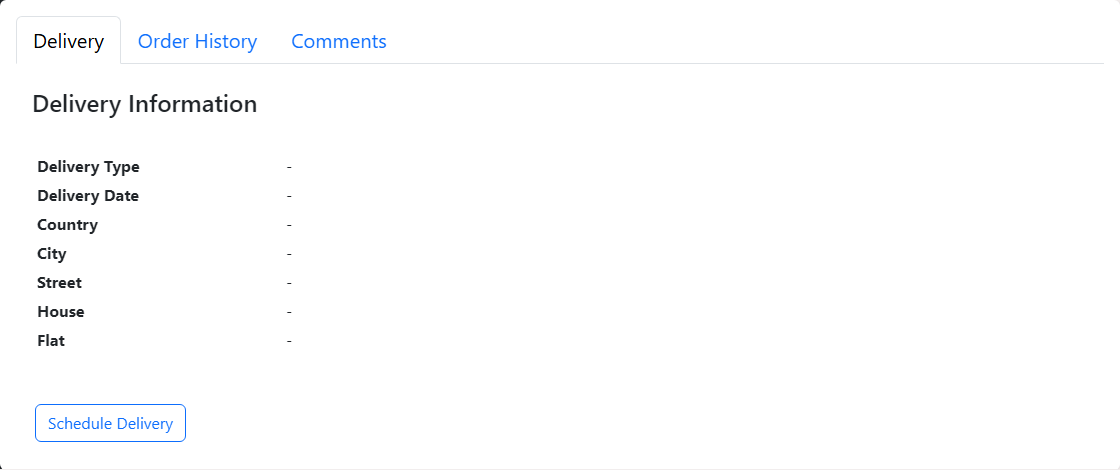 Delivery Order History Comments
Delivery Information
Delivery Type -
Delivery Date -
Country -
City -
Street -
House -
Flat -
Schedule Delivery